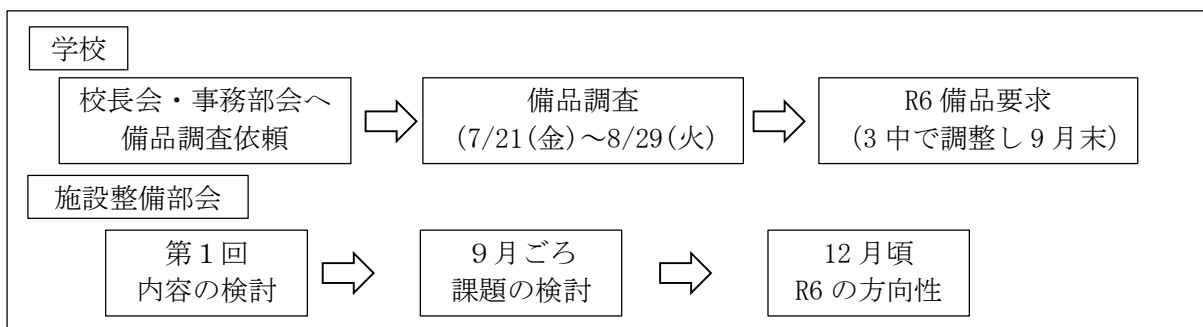 学校
校長会・事務部会へ
備品調査依頼
備品調査
(7/21(金)～8/29(火)）
R6 備品要求
（3 中で調整し 9 月末）
施設整備部会
第１回
内容の検討
９月ごろ
課題の検討
12 月頃
R6 の方向性